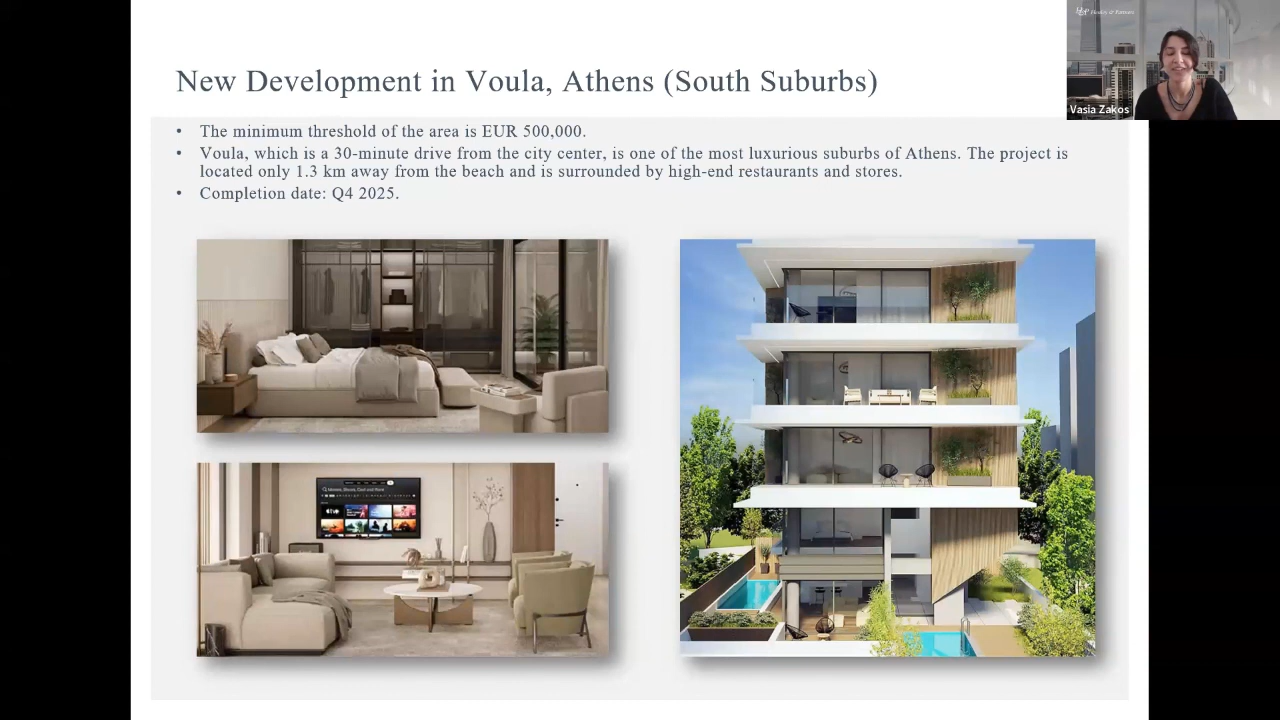 New Development in Voula, Athens (South Suburbs)
• The minimum threshold of the area is EUR 500,000.
• Voula, which is a 30-minute drive from the city center, is one of the most luxurious suburbs of Athens. The project is
located only 1.3 km away from the beach and is surrounded by high-end restaurants and stores.
• Completion date: Q4 2025.
Vasia Zakos